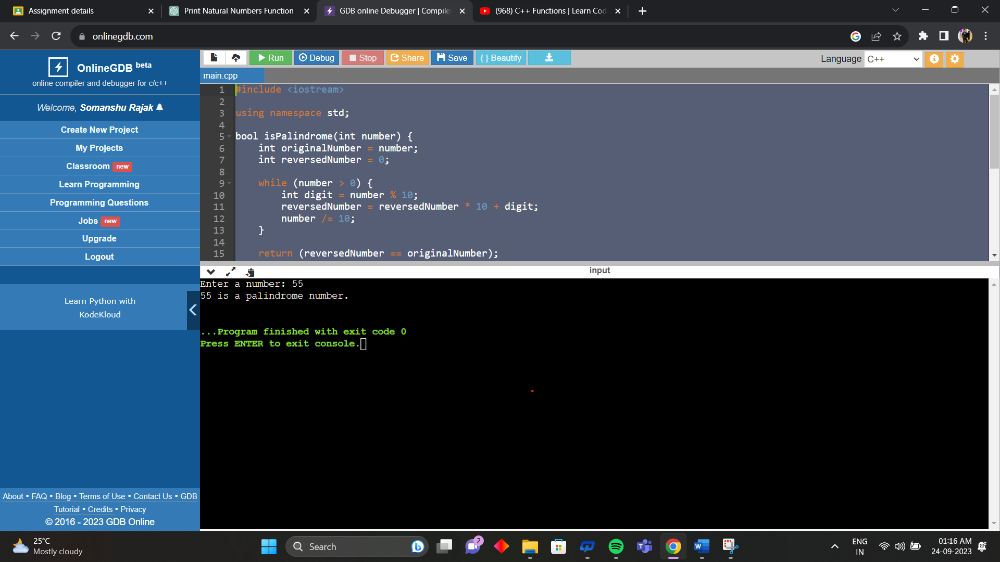 Assignment details
Print Natural Numbers Function
GDB online Debugger | Compile
(968) C++ Functions | Learn Cod
onlinegdb.com
OnlineGDB beta
online compiler and debugger for c/c++
Welcome, Somanshu Rajak
Create New Project
My Projects
Classroom new
Learn Programming
Programming Questions
Jobs new
Upgrade
Logout
Learn Python with
KodeKloud
About • FAQ • Blog • Terms of Use • Contact Us • GDB
Tutorial • Credits • Privacy
© 2016 - 2023 GDB Online
Run
Debug
Stop
Share
Save
{ } Beautify
Language C++
main.cpp
1 #include <iostream>
2
3 using namespace std;
4
5 bool isPalindrome(int number) {
6 int originalNumber = number;
7 int reversedNumber = 0;
8
9 while (number > 0) {
10 int digit = number % 10;
11 reversedNumber = reversedNumber * 10 + digit;
12 number /= 10;
13 }
14
15 return (reversedNumber == originalNumber);
input
Enter a number: 55
55 is a palindrome number.
...Program finished with exit code 0
Press ENTER to exit console.
25°C
Mostly cloudy
Search
2
ENG
IN
01:16 AM
24-09-2023